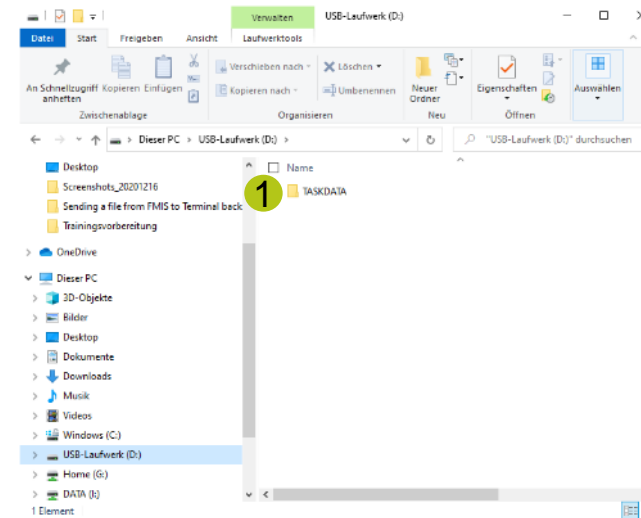 Verwalten USB-Laufwerk (D:)
Datei Start Freigeben Ansicht Laufwerktools
An Schnellzugriff anheften
Kopieren
Einfügen
Zwischenablage
Verschieben nach
Löschen
Kopieren nach
Umbenennen
Organisieren
Neuer Ordner
Neu
Eigenschaften
Öffnen
Auswählen
Dieser PC > USB-Laufwerk (D:) >
"USB-Laufwerk (D:)" durchsuchen
Desktop
Screenshots_20201216
Sending a file from FMIS to Terminal back
Trainingsvorbereitung
OneDrive
Dieser PC
3D-Objekte
Bilder
Desktop
Dokumente
Downloads
Musik
Videos
Windows (C:)
USB-Laufwerk (D:)
Home (G:)
DATA (I:)
Name
1 TASKDATA
1 Element